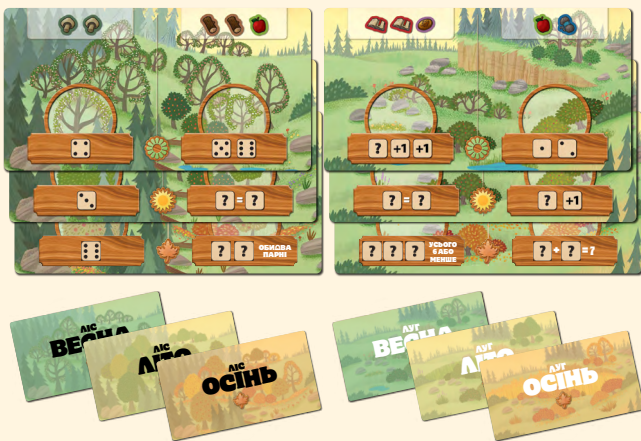 ? +1 +1
? = ?
? = ?
? +1
? ? ОБИДВА
ПАРНІ
? ? ? УСЬОГО
6 АБО
МЕНШЕ
? + ? = ?
ЛІС
ВЕСНА
ЛІС
ЛІТО
ЛІС
ОСІНЬ
ЛУГ
ВЕСНА
ЛУГ
ЛІТО
ЛУГ
ОСІНЬ